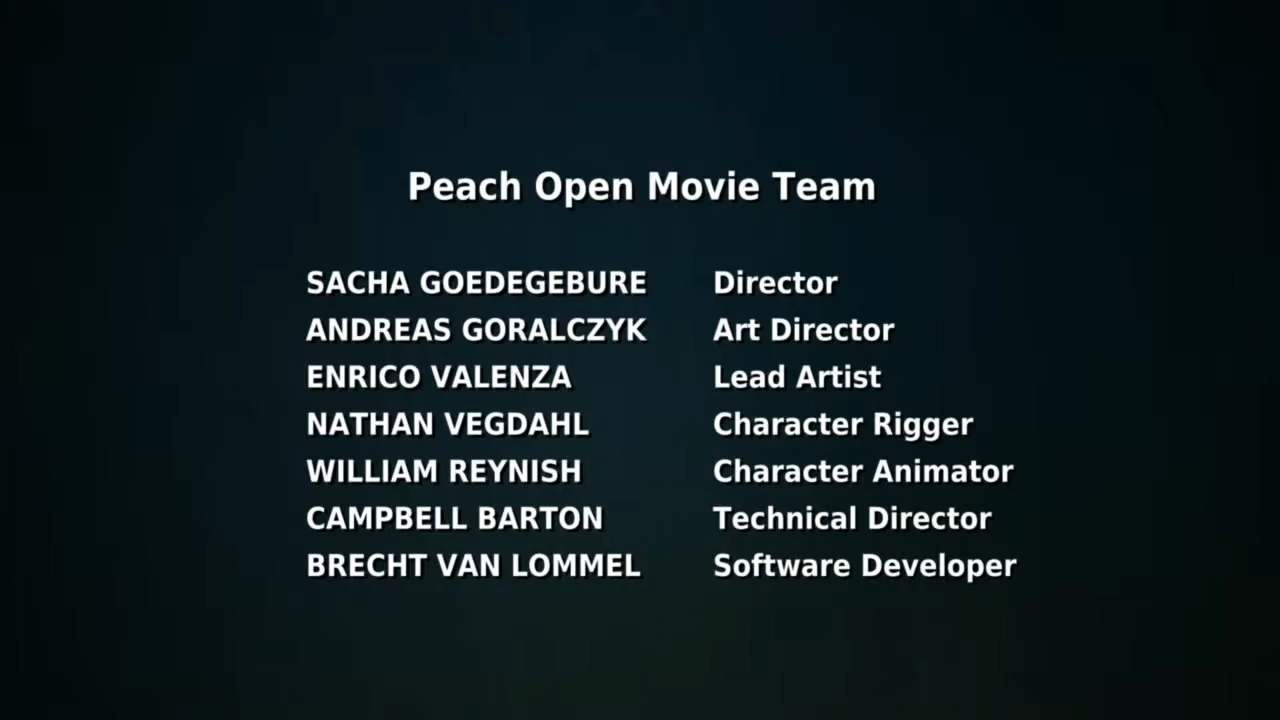 Peach Open Movie Team
SACHA GOEDEGEBURE Director
ANDREAS GORALCZYK Art Director
ENRICO VALENZA Lead Artist
NATHAN VEGDAHL Character Rigger
WILLIAM REYNISH Character Animator
CAMPBELL BARTON Technical Director
BRECHT VAN LOMMEL Software Developer